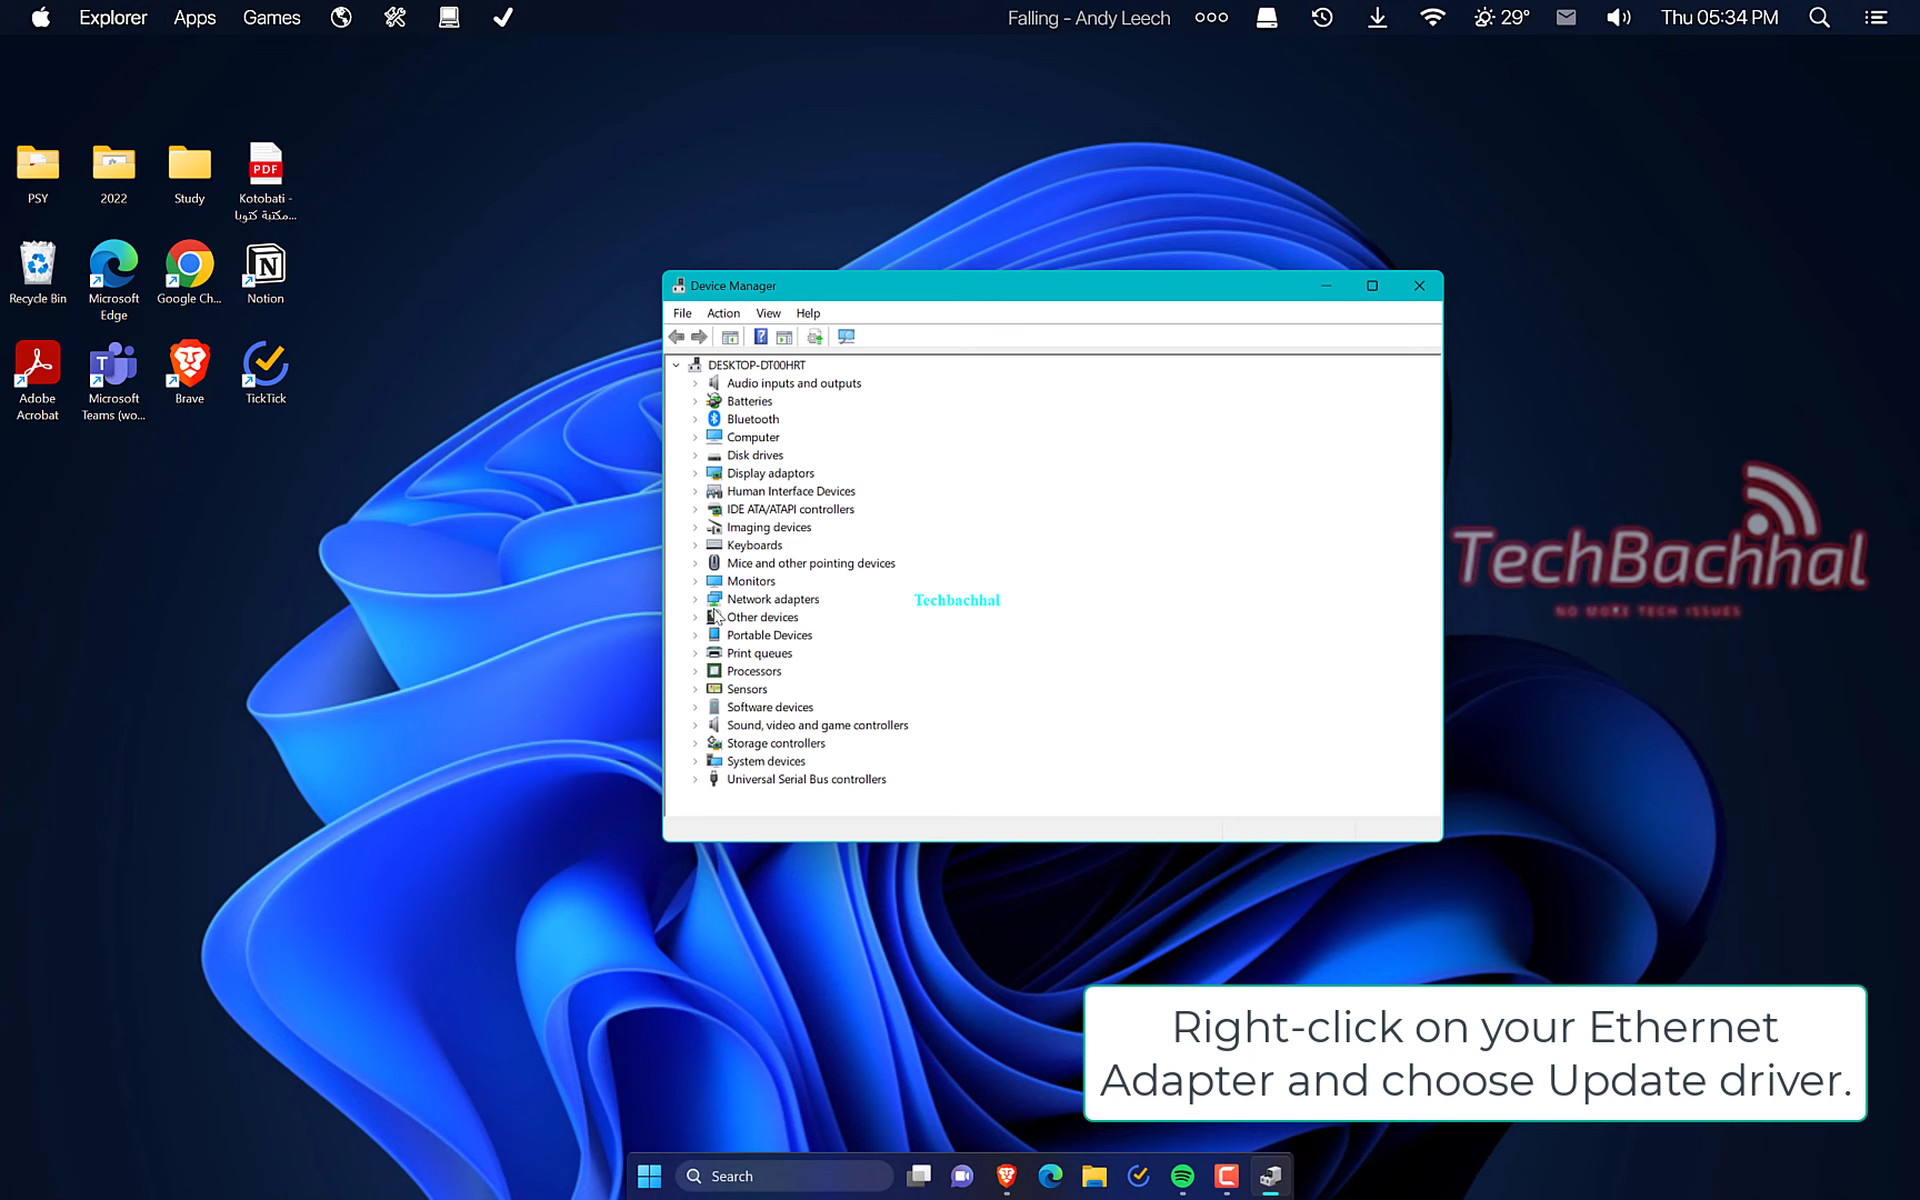 Explorer Apps Games
Falling - Andy Leech
29°
Thu 05:34 PM
PSY
2022
Study
PDF
Kotobati -
مكتبة كتوبا...
Recycle Bin
Microsoft
Edge
Google Ch...
Notion
Adobe
Acrobat
Microsoft
Teams (wo...
Brave
TickTick
Device Manager
File Action View Help
DESKTOP-DT00HRT
Audio inputs and outputs
Batteries
Bluetooth
Computer
Disk drives
Display adaptors
Human Interface Devices
IDE ATA/ATAPI controllers
Imaging devices
Keyboards
Mice and other pointing devices
Monitors
Network adapters
Techbachhal
Other devices
Portable Devices
Print queues
Processors
Sensors
Software devices
Sound, video and game controllers
Storage controllers
System devices
Universal Serial Bus controllers
TechBachhal
NO MORE TECH ISSUES
Right-click on your Ethernet
Adapter and choose Update driver.
Search